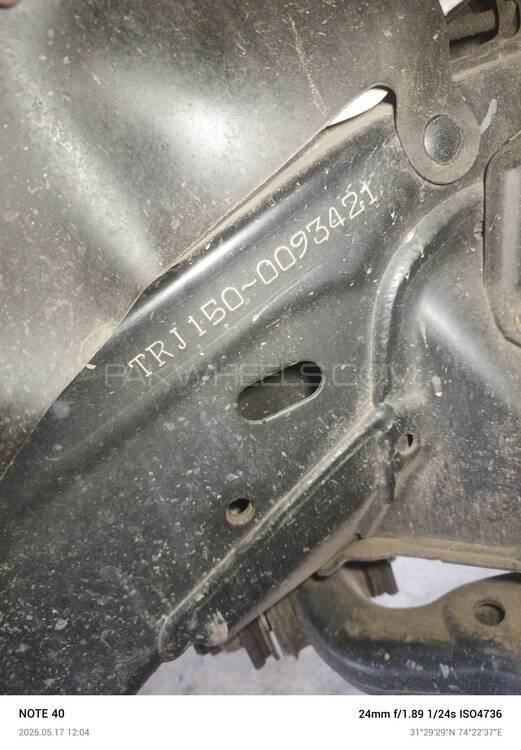 TRJ150~0093421
PAKWHEELS.COM
NOTE 40
24mm f/1.89 1/24s ISO4736
2025.05.17 12:04
31°29'29"N 74°22'37"E